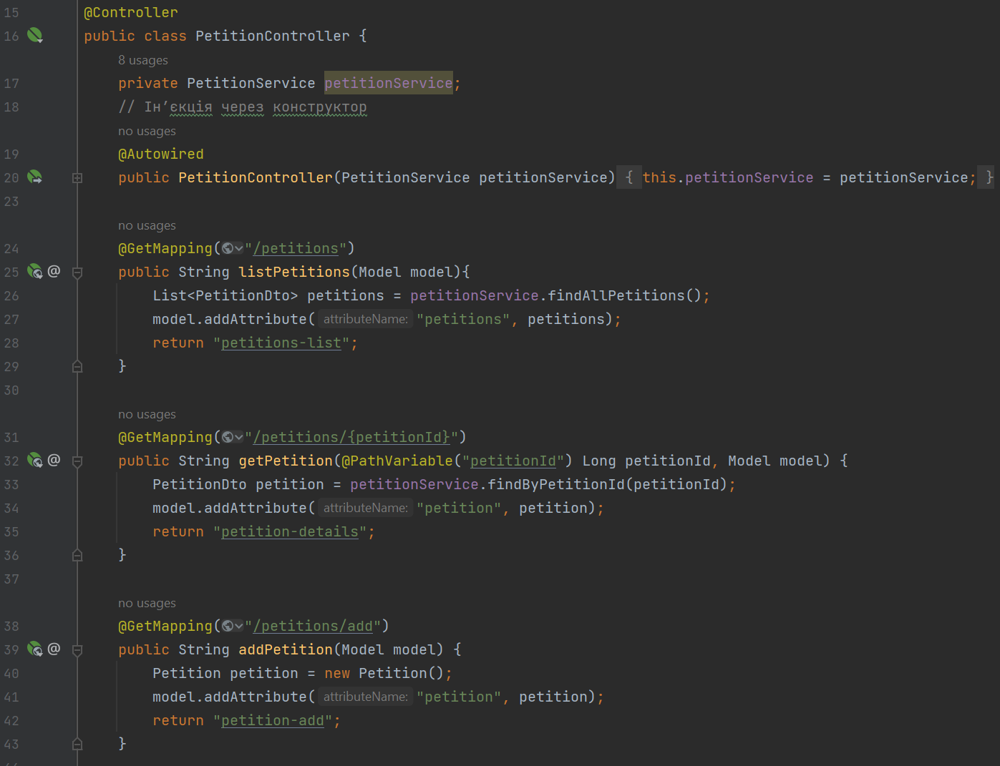 15 @Controller
16 public class PetitionController {
8 usages
17 private PetitionService petitionService;
18 // Ін’єкція через конструктор
no usages
19 @Autowired
20 public PetitionController(PetitionService petitionService) { this.petitionService = petitionService; }
23
no usages
24 @GetMapping("/petitions")
25 @ public String listPetitions(Model model){
26 List<PetitionDto> petitions = petitionService.findAllPetitions();
27 model.addAttribute( attributeName: "petitions", petitions);
28 return "petitions-list";
29 }
30
no usages
31 @GetMapping("/petitions/{petitionId}")
32 @ public String getPetition(@PathVariable("petitionId") Long petitionId, Model model) {
33 PetitionDto petition = petitionService.findByPetitionId(petitionId);
34 model.addAttribute( attributeName: "petition", petition);
35 return "petition-details";
36 }
37
no usages
38 @GetMapping("/petitions/add")
39 @ public String addPetition(Model model) {
40 Petition petition = new Petition();
41 model.addAttribute( attributeName: "petition", petition);
42 return "petition-add";
43 }